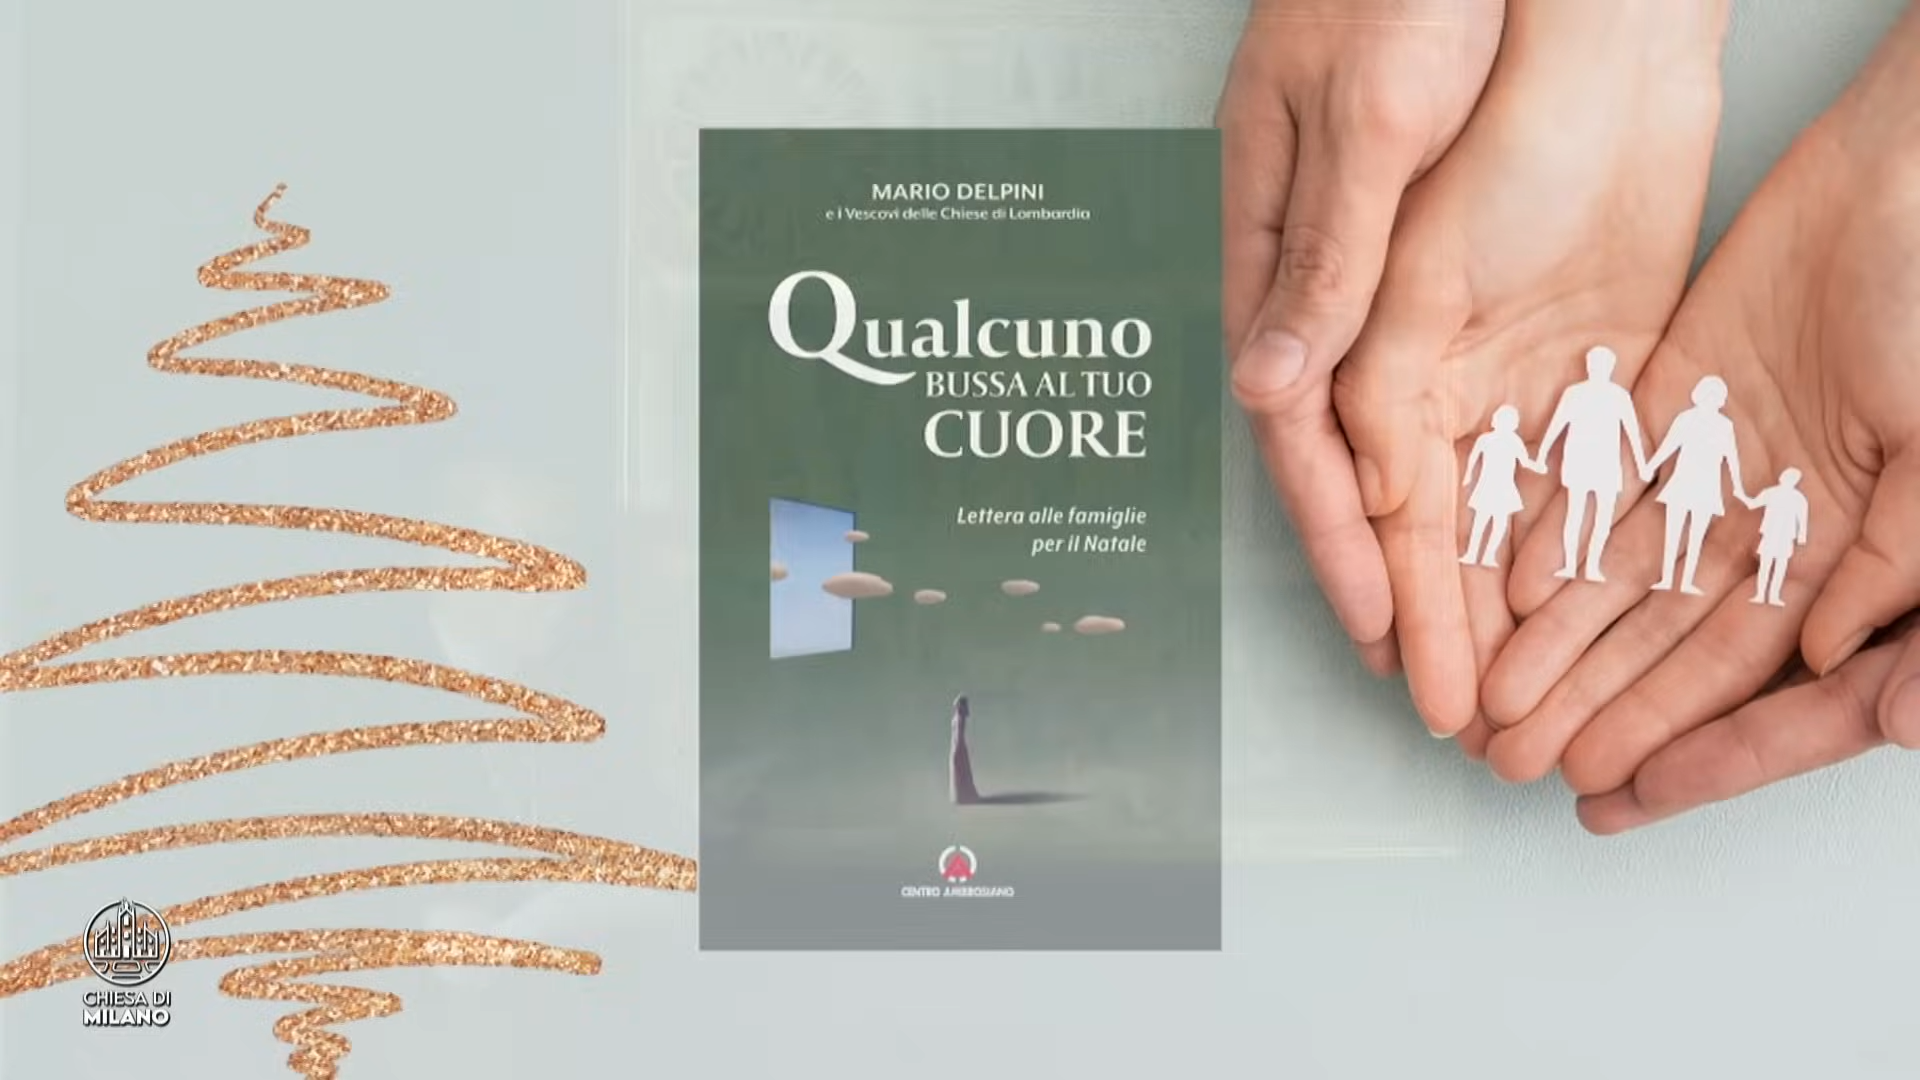 MARIO DELPINI
e i Vescovi delle Chiese di Lombardia
Qualcuno
BUSSA AL TUO
CUORE
Lettera alle famiglie
per il Natale
CENTRO AMBROSIANO
CHIESA DI
MILANO